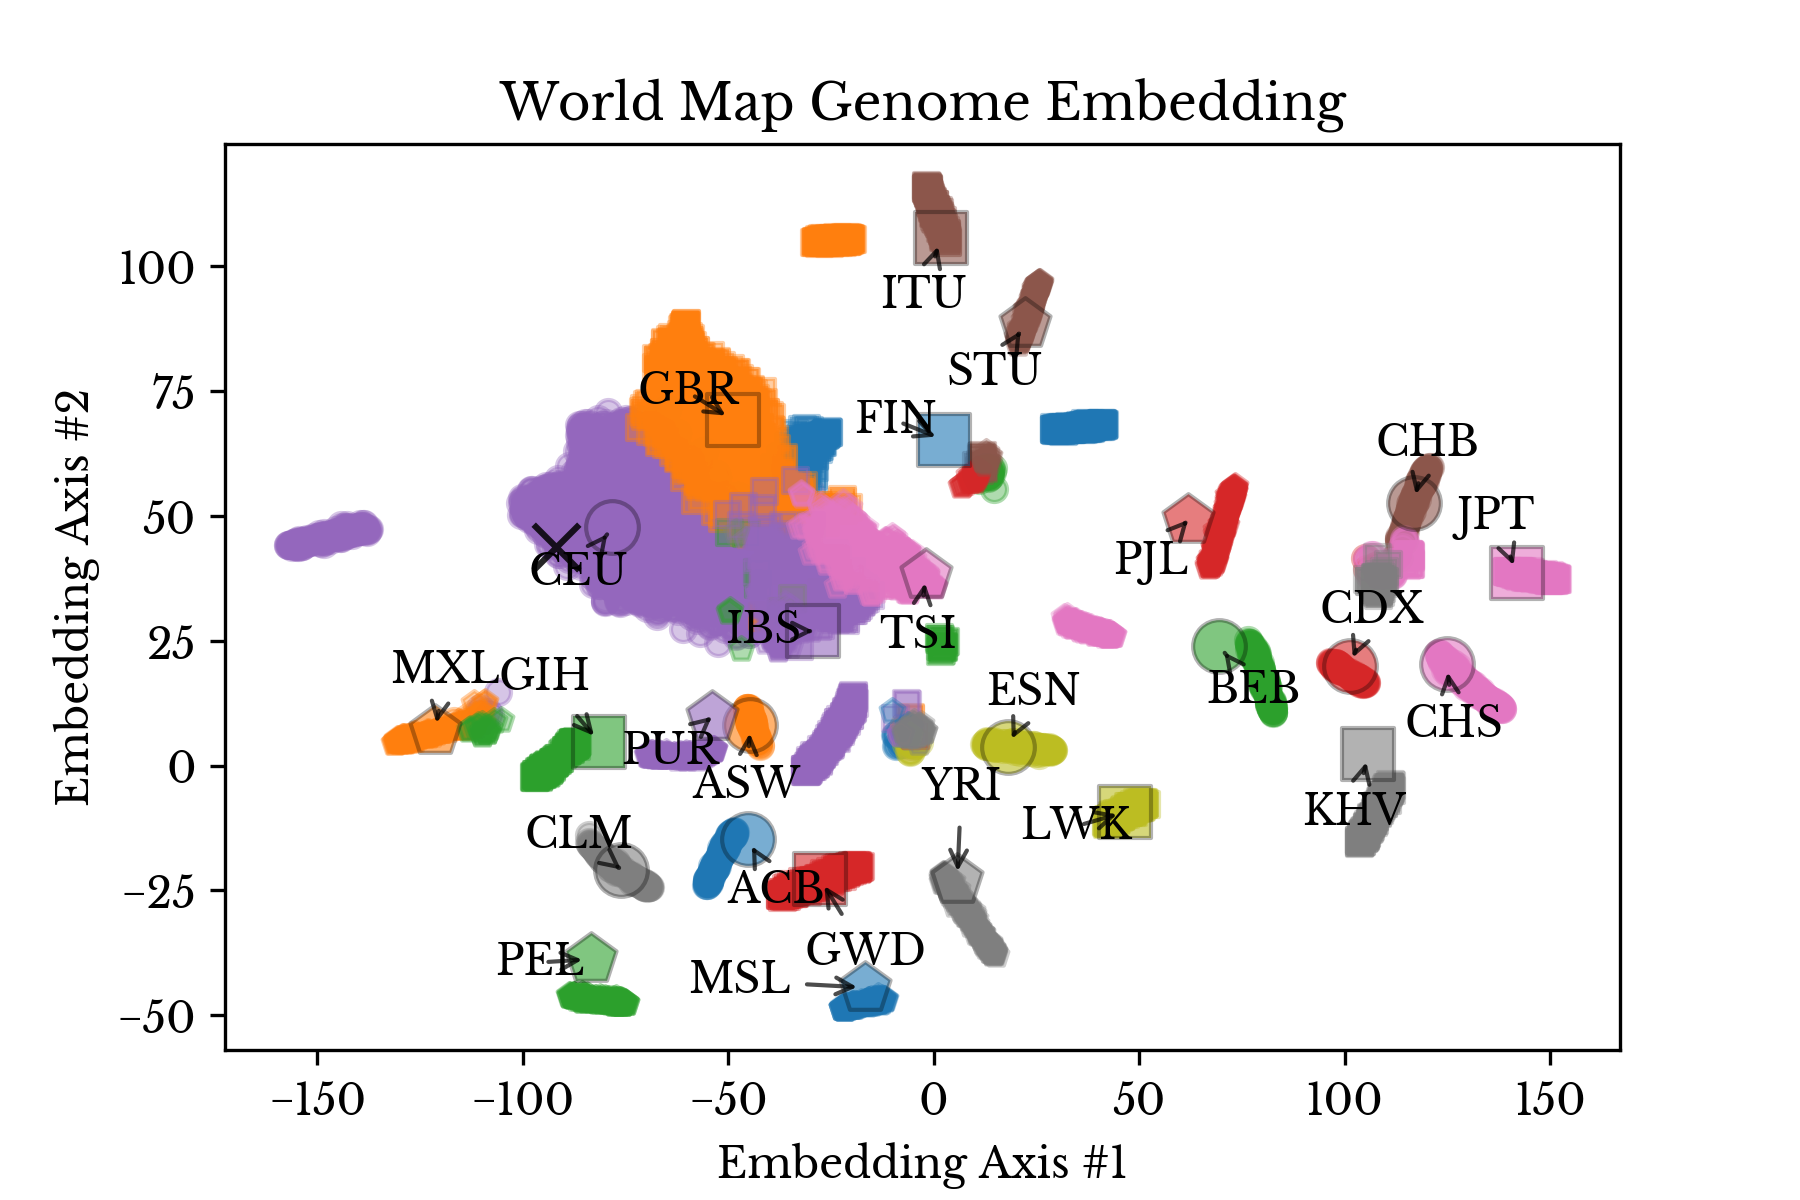 World Map Genome Embedding
100
75
50
25
0
−25
−50
Embedding Axis #2
ITU
STU
GBR
FIN
CHB
JPT
CEU
PJL
CDX
IBS
TSI
MXL
GIH
ESN
BEB
CHS
PUR
ASW
YRI
LWK
KHV
CLM
ACB
GWD
PEL
MSL
−150
−100
−50
0
50
100
150
Embedding Axis #1